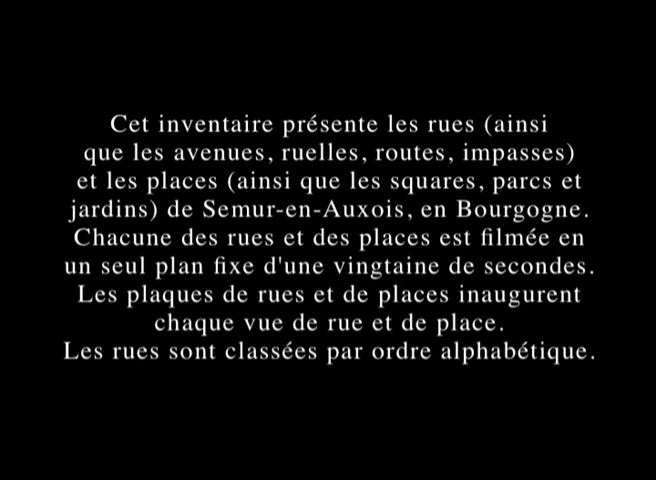 Cet inventaire présente les rues (ainsi
que les avenues, ruelles, routes, impasses)
et les places (ainsi que les squares, parcs et
jardins) de Semur-en-Auxois, en Bourgogne.
Chacune des rues et des places est filmée en
un seul plan fixe d'une vingtaine de secondes.
Les plaques de rues et de places inaugurent
chaque vue de rue et de place.
Les rues sont classées par ordre alphabétique.